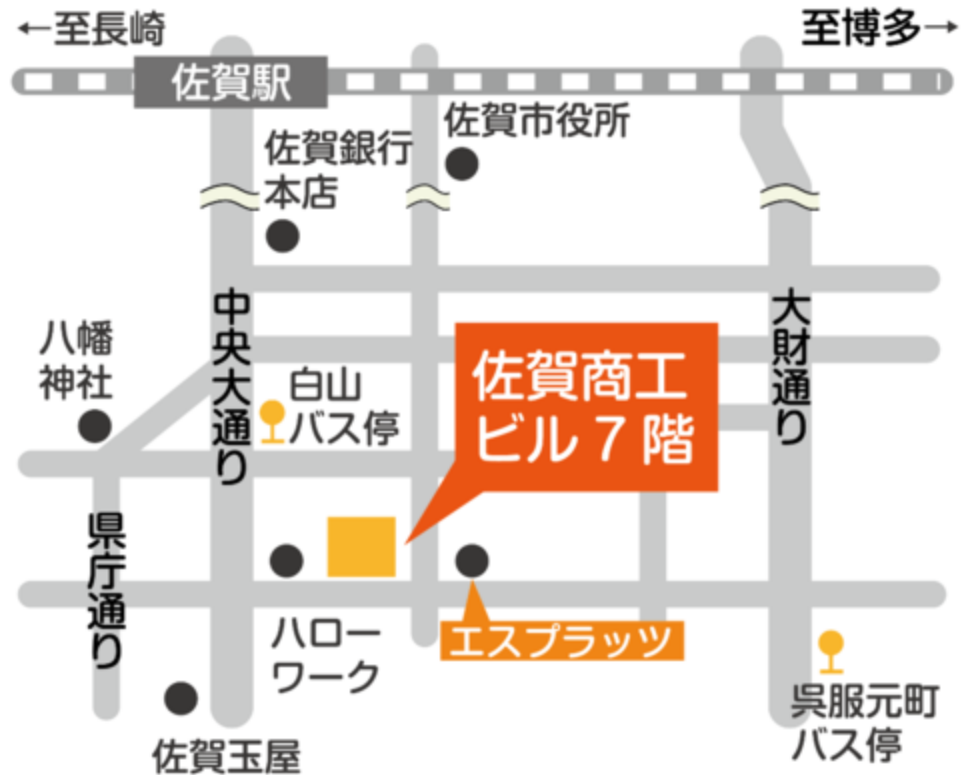 ←至長崎
至博多→
佐賀駅
佐賀市役所
佐賀銀行
本店
中央大通り
大財通り
八幡
神社
白山
バス停
佐賀商工
ビル7階
県庁通り
ハロー
ワーク
エスプラッツ
佐賀玉屋
呉服元町
バス停